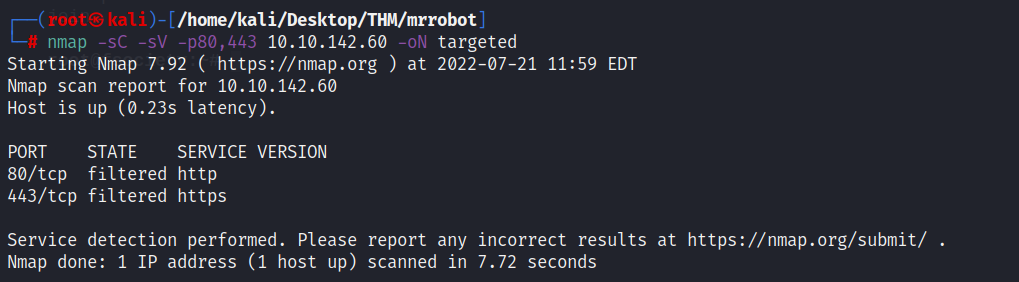 ┌──(root㉿kali)-[/home/kali/Desktop/THM/mrrobot]
└─# nmap -sC -sV -p80,443 10.10.142.60 -oN targeted
Starting Nmap 7.92 ( https://nmap.org ) at 2022-07-21 11:59 EDT
Nmap scan report for 10.10.142.60
Host is up (0.23s latency).

PORT    STATE    SERVICE VERSION
80/tcp  filtered http
443/tcp filtered https

Service detection performed. Please report any incorrect results at https://nmap.org/submit/ .
Nmap done: 1 IP address (1 host up) scanned in 7.72 seconds